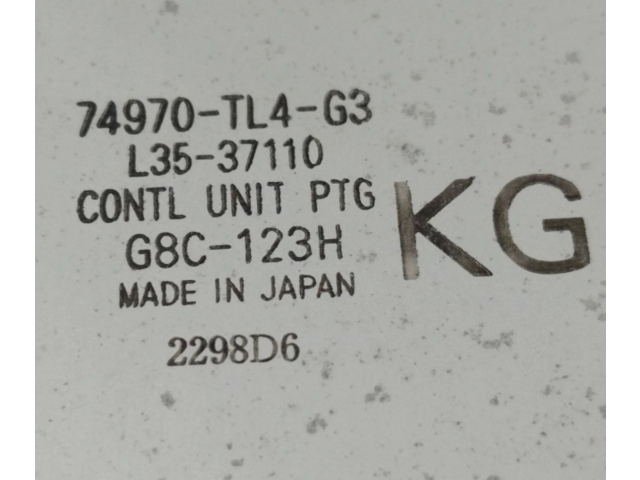 74970-TL4-G3
L35-37110
CONTL UNIT PTG
KG
G8C-123H
MADE IN JAPAN
2298D6